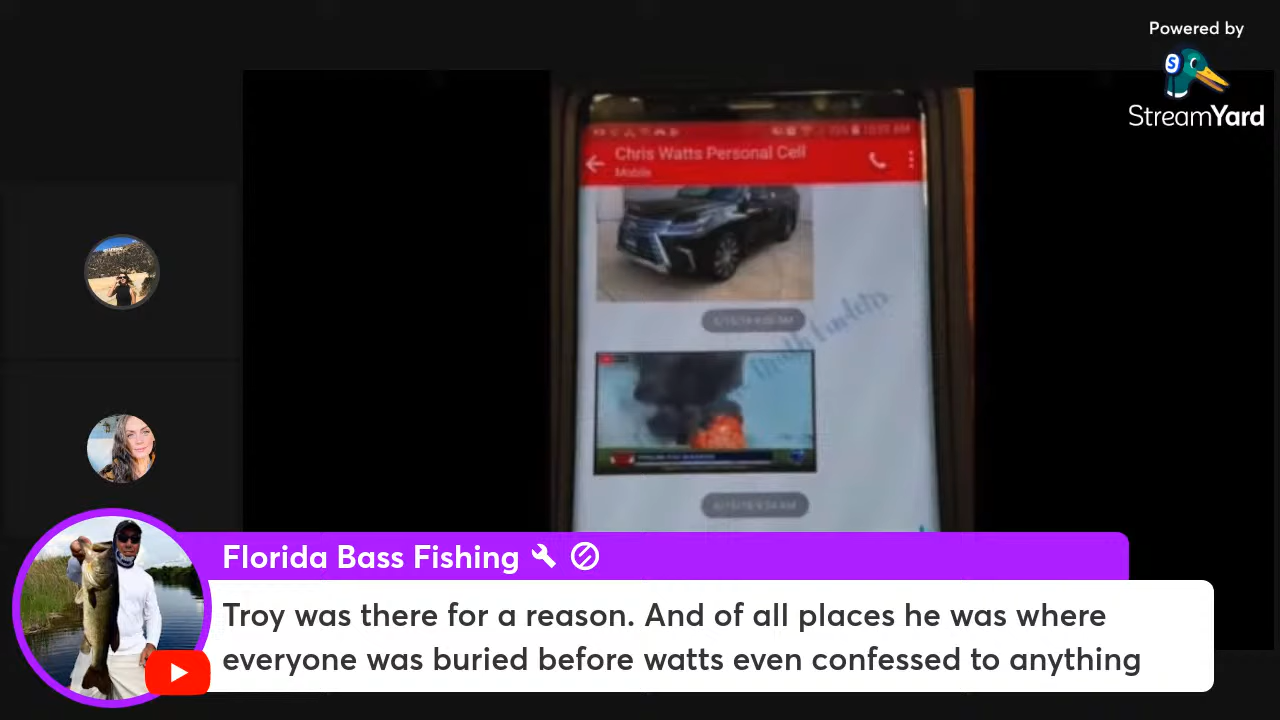 Powered by
StreamYard
Chris Watts Personal Cell
Mobile
Florida Bass Fishing
Troy was there for a reason. And of all places he was where
everyone was buried before watts even confessed to anything